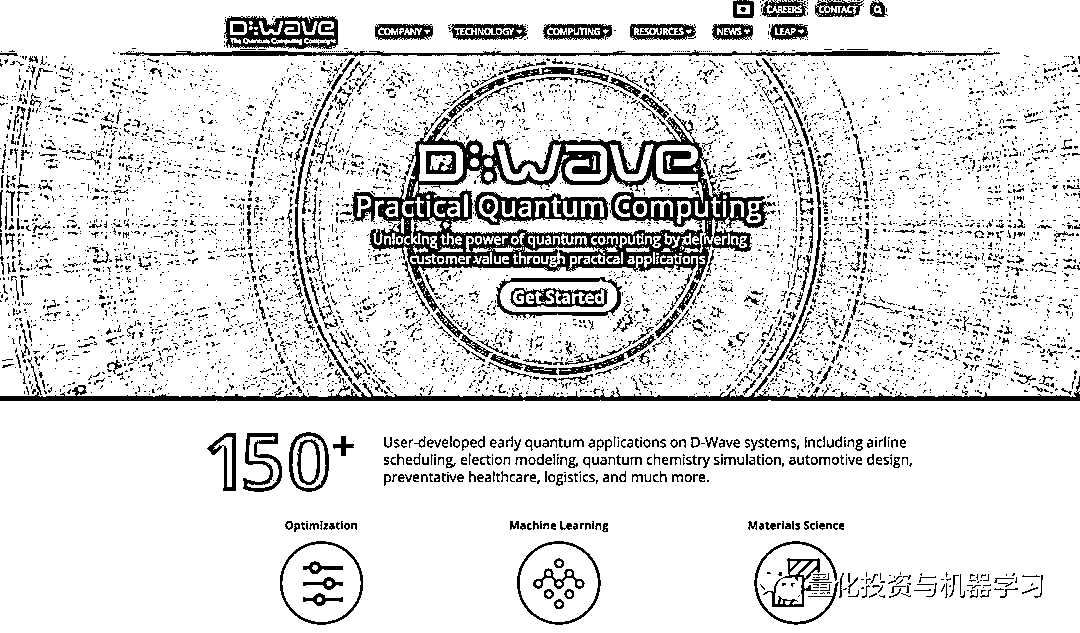 CAREERS CONTACT
D:Wave
The Quantum Computing Company
COMPANY TECHNOLOGY COMPUTING RESOURCES NEWS LEAP
D:Wave
Practical Quantum Computing
Unlocking the power of quantum computing by delivering
customer value through practical applications
Get Started
150+
User-developed early quantum applications on D-Wave systems, including airline
scheduling, election modeling, quantum chemistry simulation, automotive design,
preventative healthcare, logistics, and much more.
Optimization Machine Learning Materials Science
量化投资与机器学习